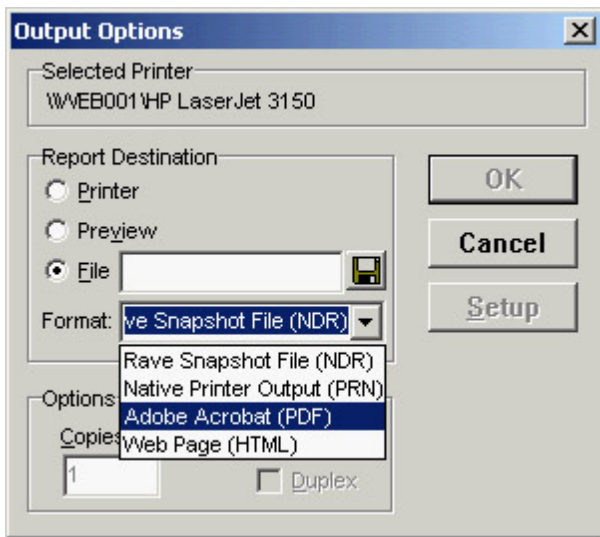 Output Options
Selected Printer
\\WEB001\HP LaserJet 3150
Report Destination
Printer
Preview
File
Format: ve Snapshot File (NDR)
Rave Snapshot File (NDR)
Native Printer Output (PRN)
Adobe Acrobat (PDF)
Web Page (HTML)
Options
Copies
1
Duplex
OK
Cancel
Setup